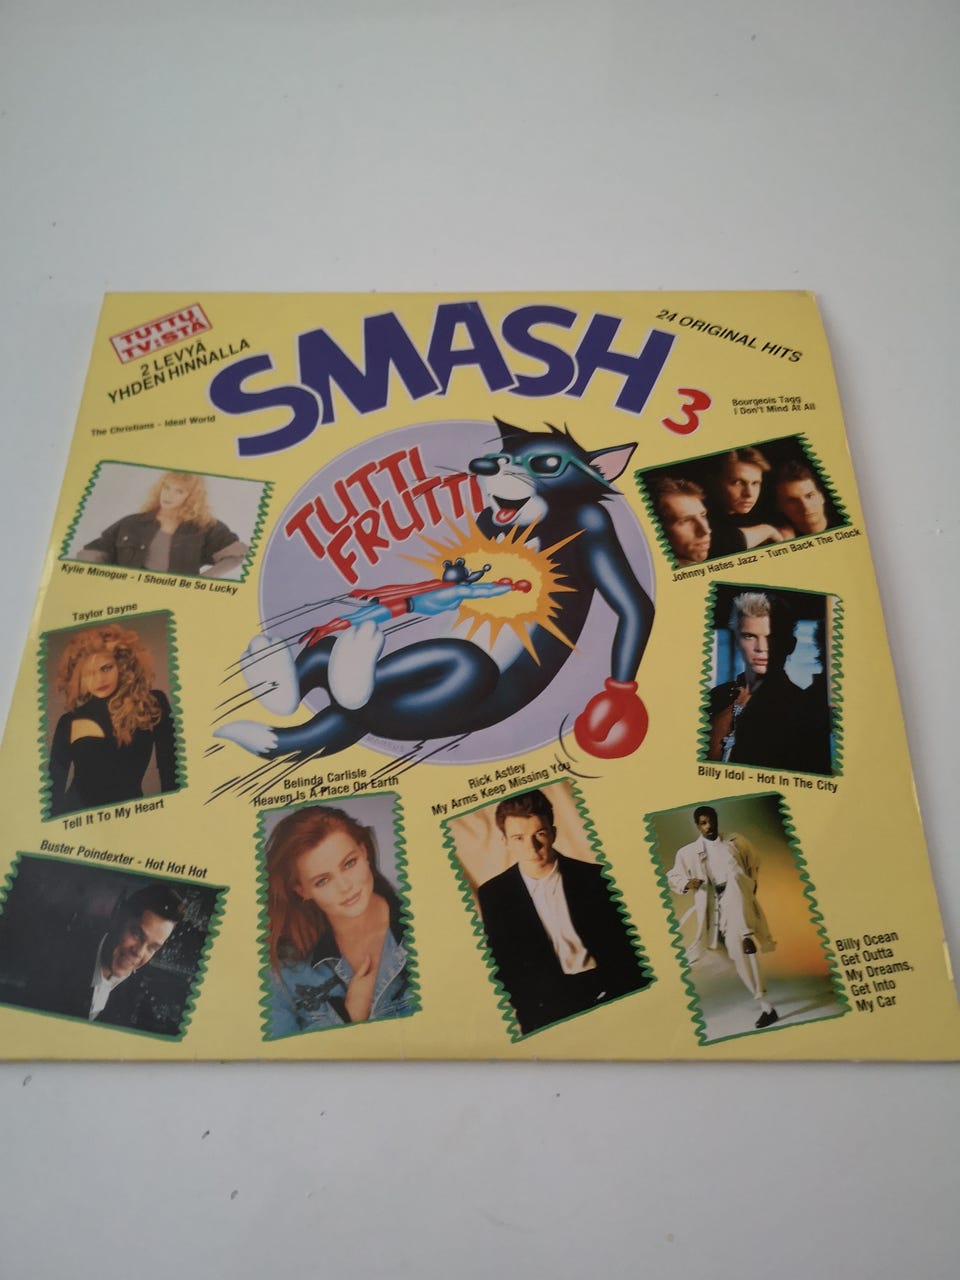 TUTTU
TV:STÄ
2 LEVYÄ
YHDEN HINNALLA
SMASH 3
24 ORIGINAL HITS
The Christians - Ideal World
Bourgeois Tagg
I Don't Mind At All
TUTTI
FRUTTI
Kylie Minogue - I Should Be So Lucky
Johnny Hates Jazz - Turn Back The Clock
Taylor Dayne
Tell It To My Heart
Billy Idol - Hot In The City
Belinda Carlisle
Heaven Is A Place On Earth
Rick Astley
My Arms Keep Missing You
Buster Poindexter - Hot Hot Hot
Billy Ocean
Get Outta
My Dreams,
Get Into
My Car